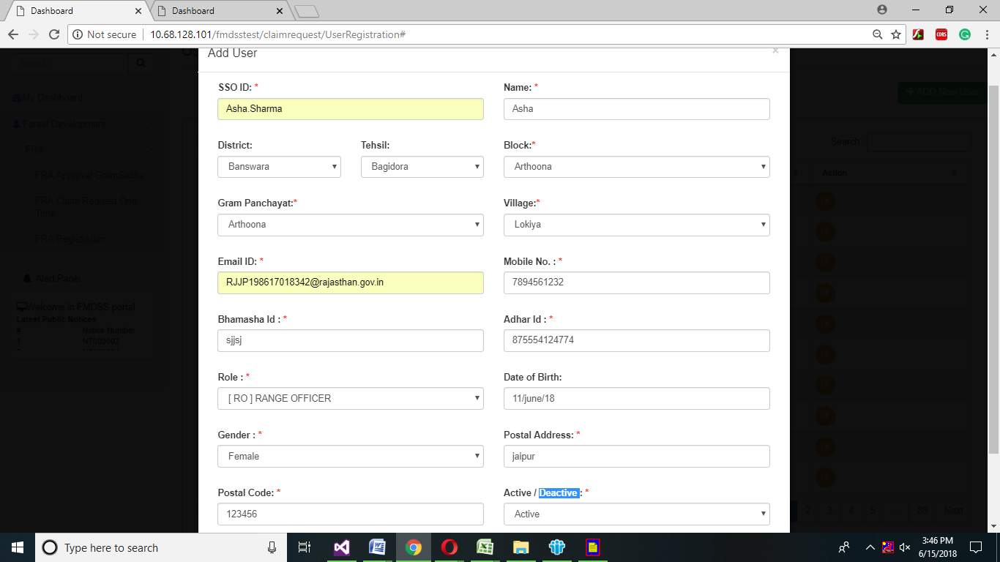 Dashboard
Dashboard
Not secure
10.68.128.101/fmdsstest/claimrequest/UserRegistration#
CORS
Add User
×
SSO ID: *
Name: *
Asha.Sharma
Asha
District:
Tehsil:
Block:*
Banswara
Bagidora
Arthoona
Gram Panchayat:*
Village:*
Arthoona
Lokiya
Email ID: *
Mobile No. : *
RJJP198617018342@rajasthan.gov.in
7894561232
Bhamasha Id : *
Adhar Id : *
sjjsj
875554124774
Role : *
Date of Birth:
[ RO ] RANGE OFFICER
11/june/18
Gender : *
Postal Address: *
Female
jaipur
Postal Code: *
Active / Deactive : *
123456
Active
Search...
My Dashboard
Forest Development
FRA
FRA Approval GramSabha
FRA Claim Request One
Time
FRA Registration
Alert Panel
Welcome in FMDSS portal
Latest Public Notices
# Notice Number
1 NT000002
ADD New User
Search:
Action
2 3 4 5 ... 89 Next
Type here to search
3:46 PM
6/15/2018